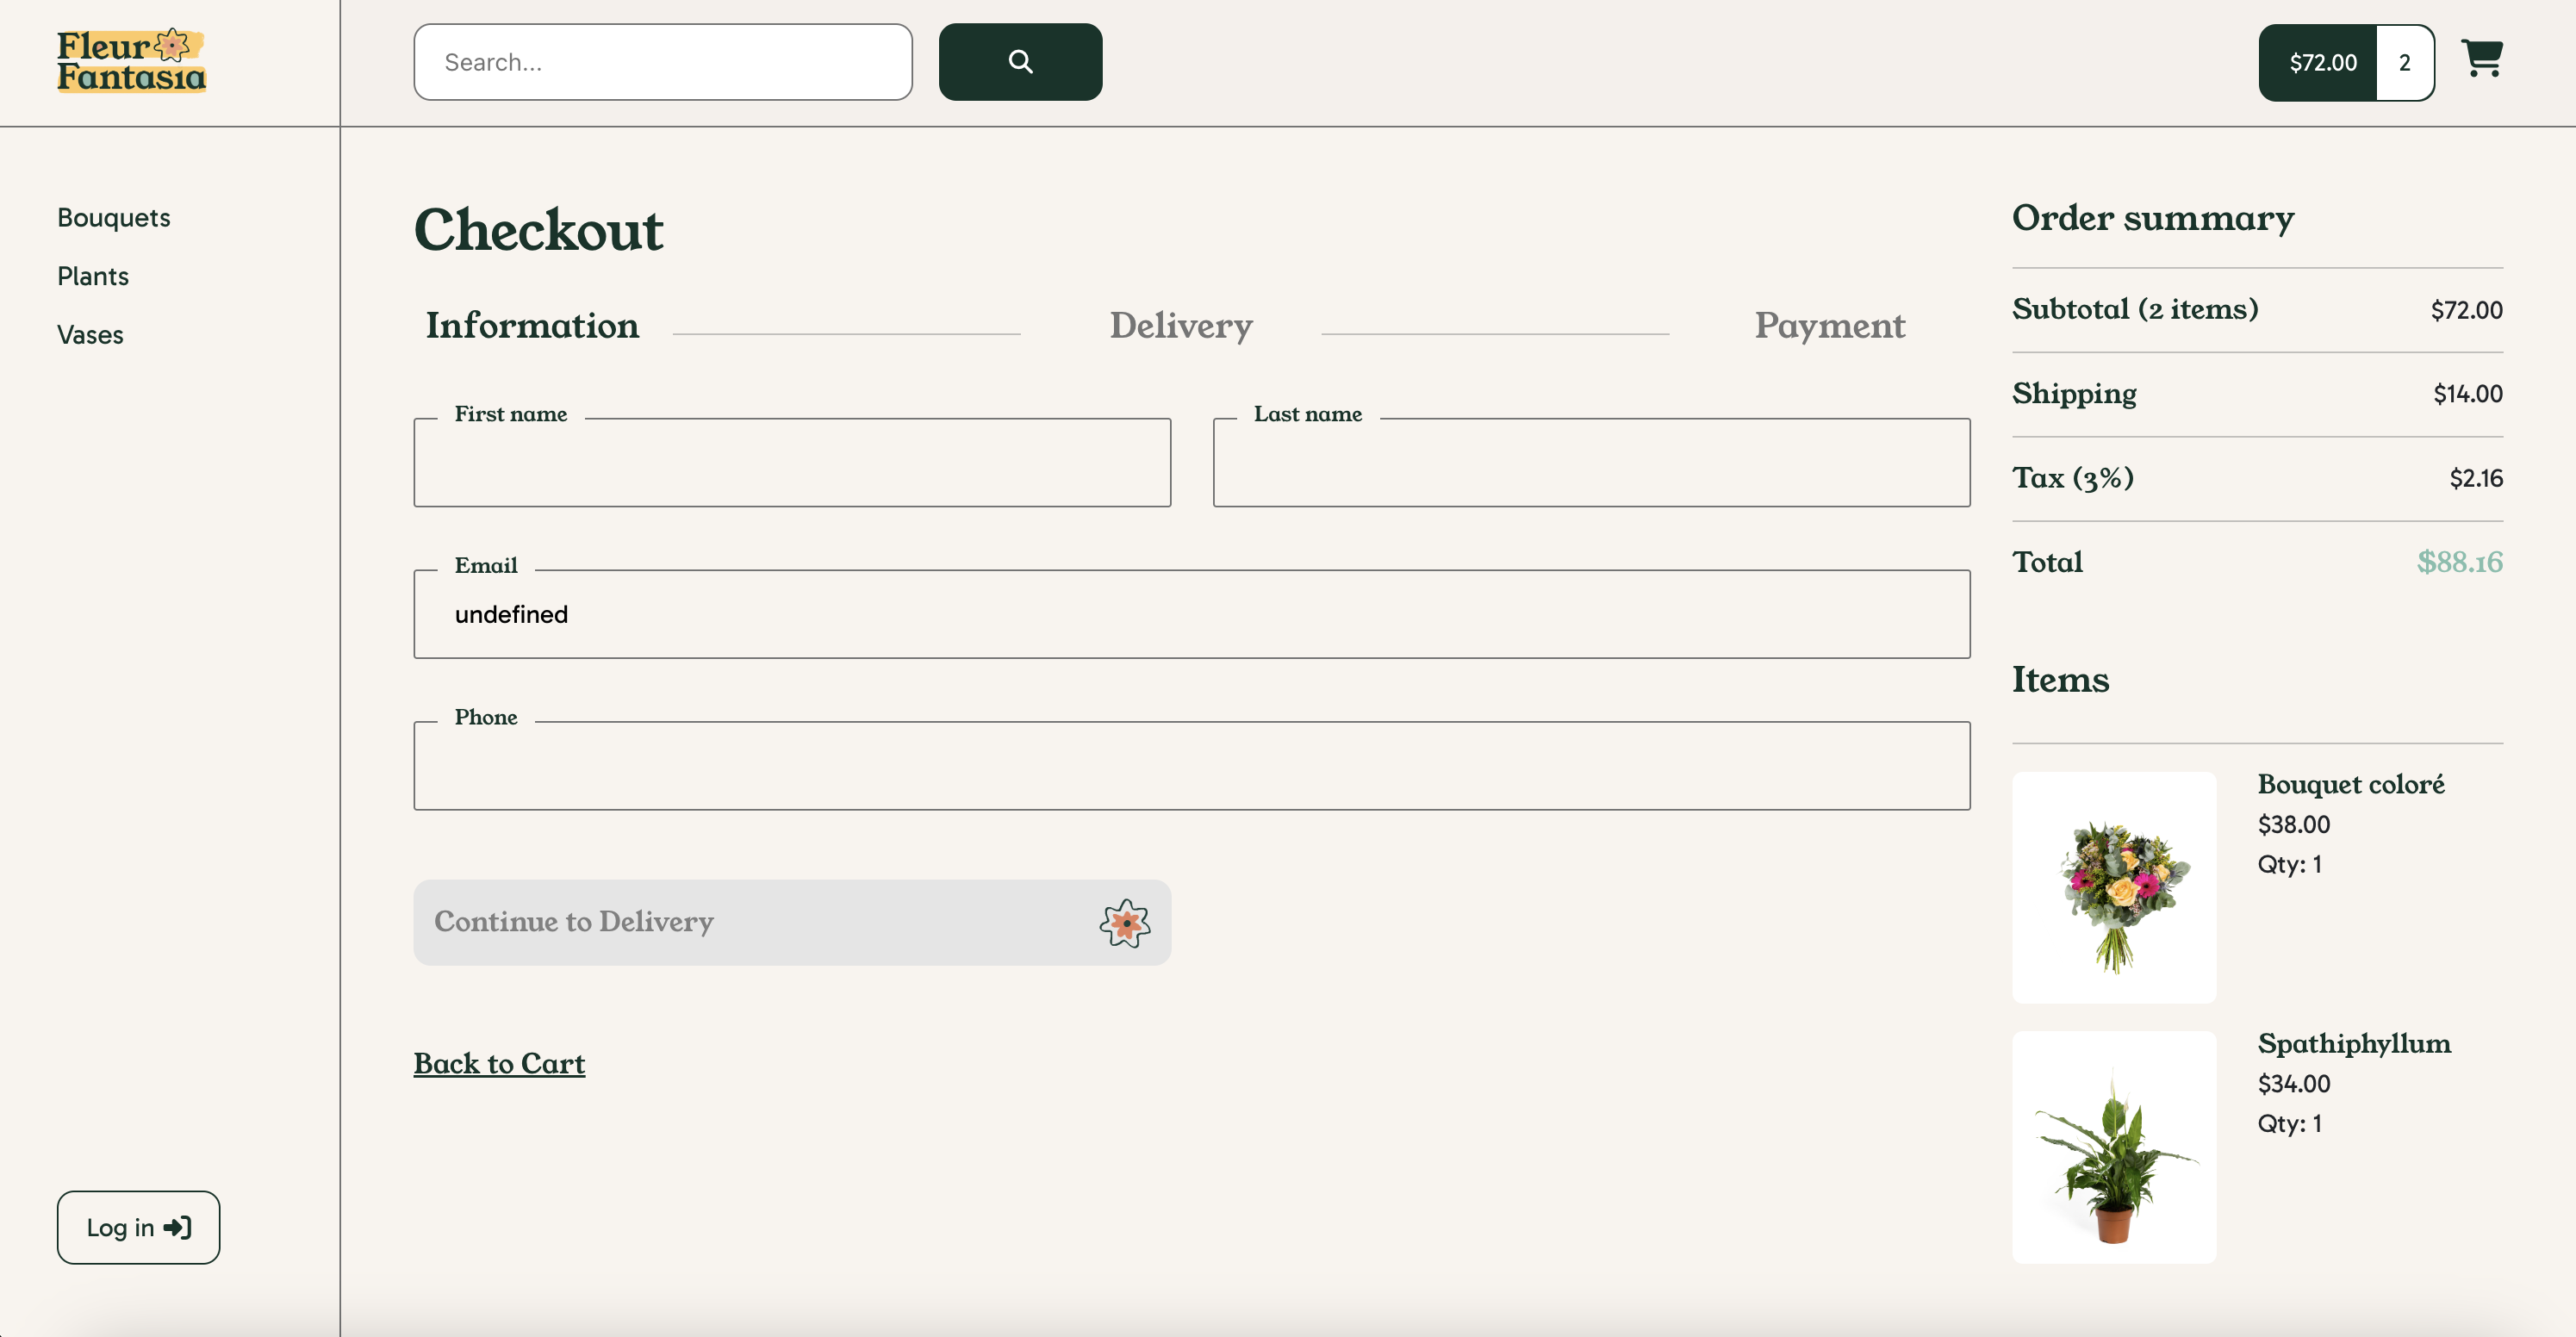 Fleur
Fantasia
Search...
$72.00 2
Bouquets
Plants
Vases
Checkout
Information Delivery Payment
First name
Last name
Email
undefined
Phone
Continue to Delivery
Back to Cart
Log in
Order summary
Subtotal (2 items) $72.00
Shipping $14.00
Tax (3%) $2.16
Total $88.16
Items
Bouquet coloré
$38.00
Qty: 1
Spathiphyllum
$34.00
Qty: 1